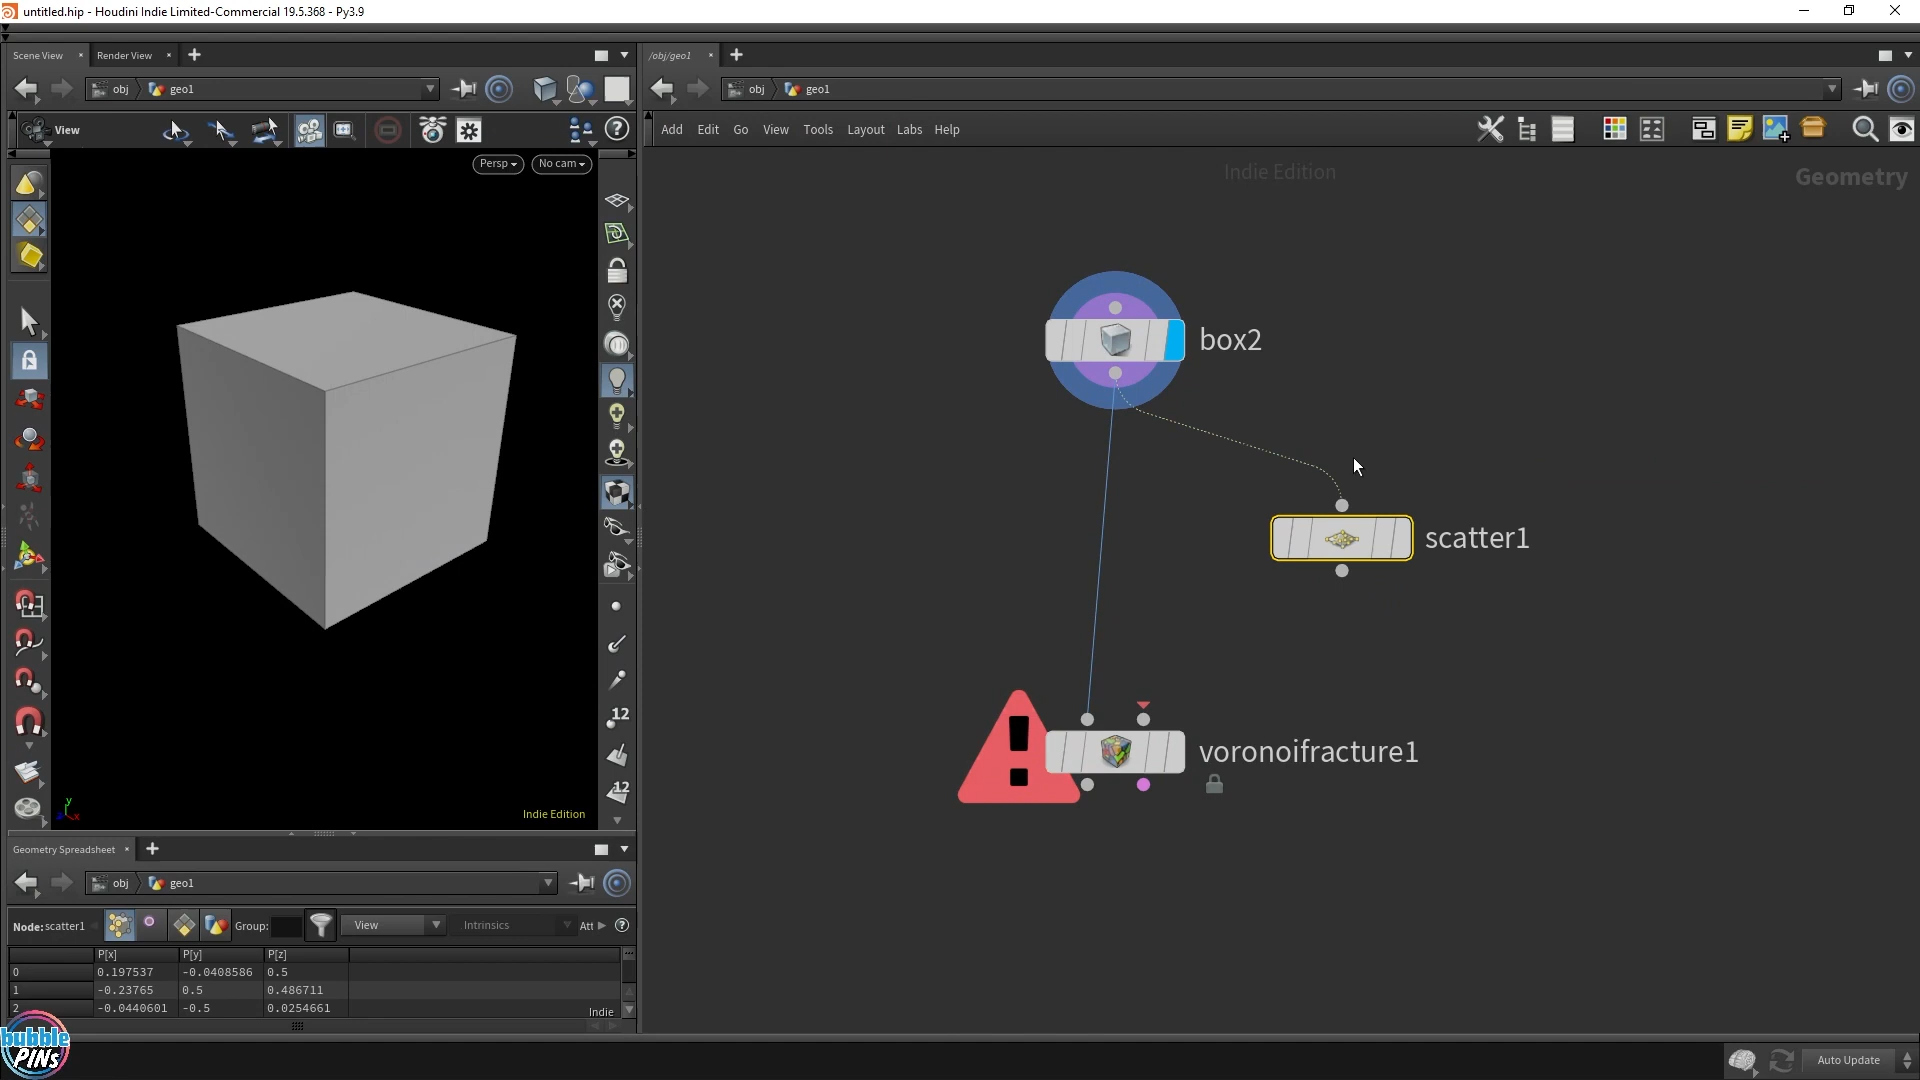 untitled.hip - Houdini Indie Limited-Commercial 19.5.368 - Py3.9
Scene View
Render View
obj
geo1
View
Persp
No cam
12
12
y
x
Indie Edition
Geometry Spreadsheet
obj
geo1
Node: scatter1
Group:
View
Intrinsics
Att
P[x] P[y] P[z]
0 0.197537 -0.0408586 0.5
1 -0.23765 0.5 0.486711
2 -0.0440601 -0.5 0.0254661
Indie
bubble
PINs
/obj/geo1
obj
geo1
Add Edit Go View Tools Layout Labs Help
Indie Edition
Geometry
box2
scatter1
voronoifracture1
Auto Update